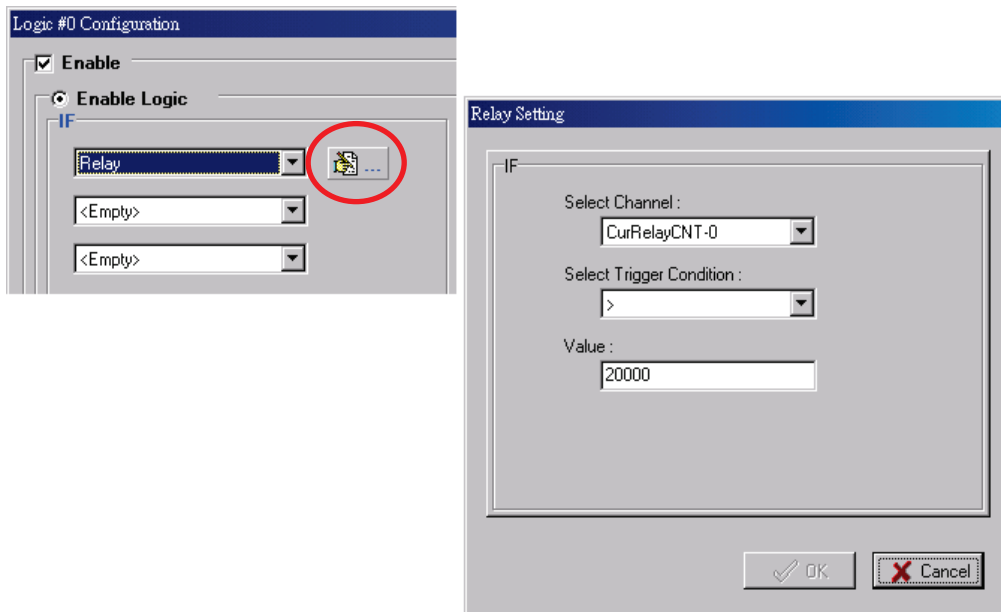 Logic #0 Configuration
Enable
Enable Logic
IF
Relay
...
<Empty>
<Empty>
Relay Setting
IF
Select Channel :
CurRelayCNT-0
Select Trigger Condition :
>
Value :
20000
OK
Cancel